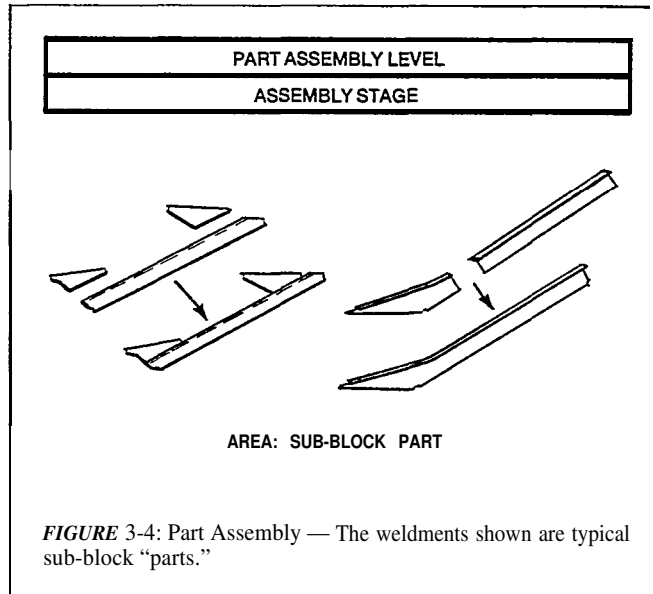 PART ASSEMBLY LEVEL
ASSEMBLY STAGE
AREA: SUB-BLOCK PART
FIGURE 3-4: Part Assembly — The weldments shown are typical
sub-block “parts.”